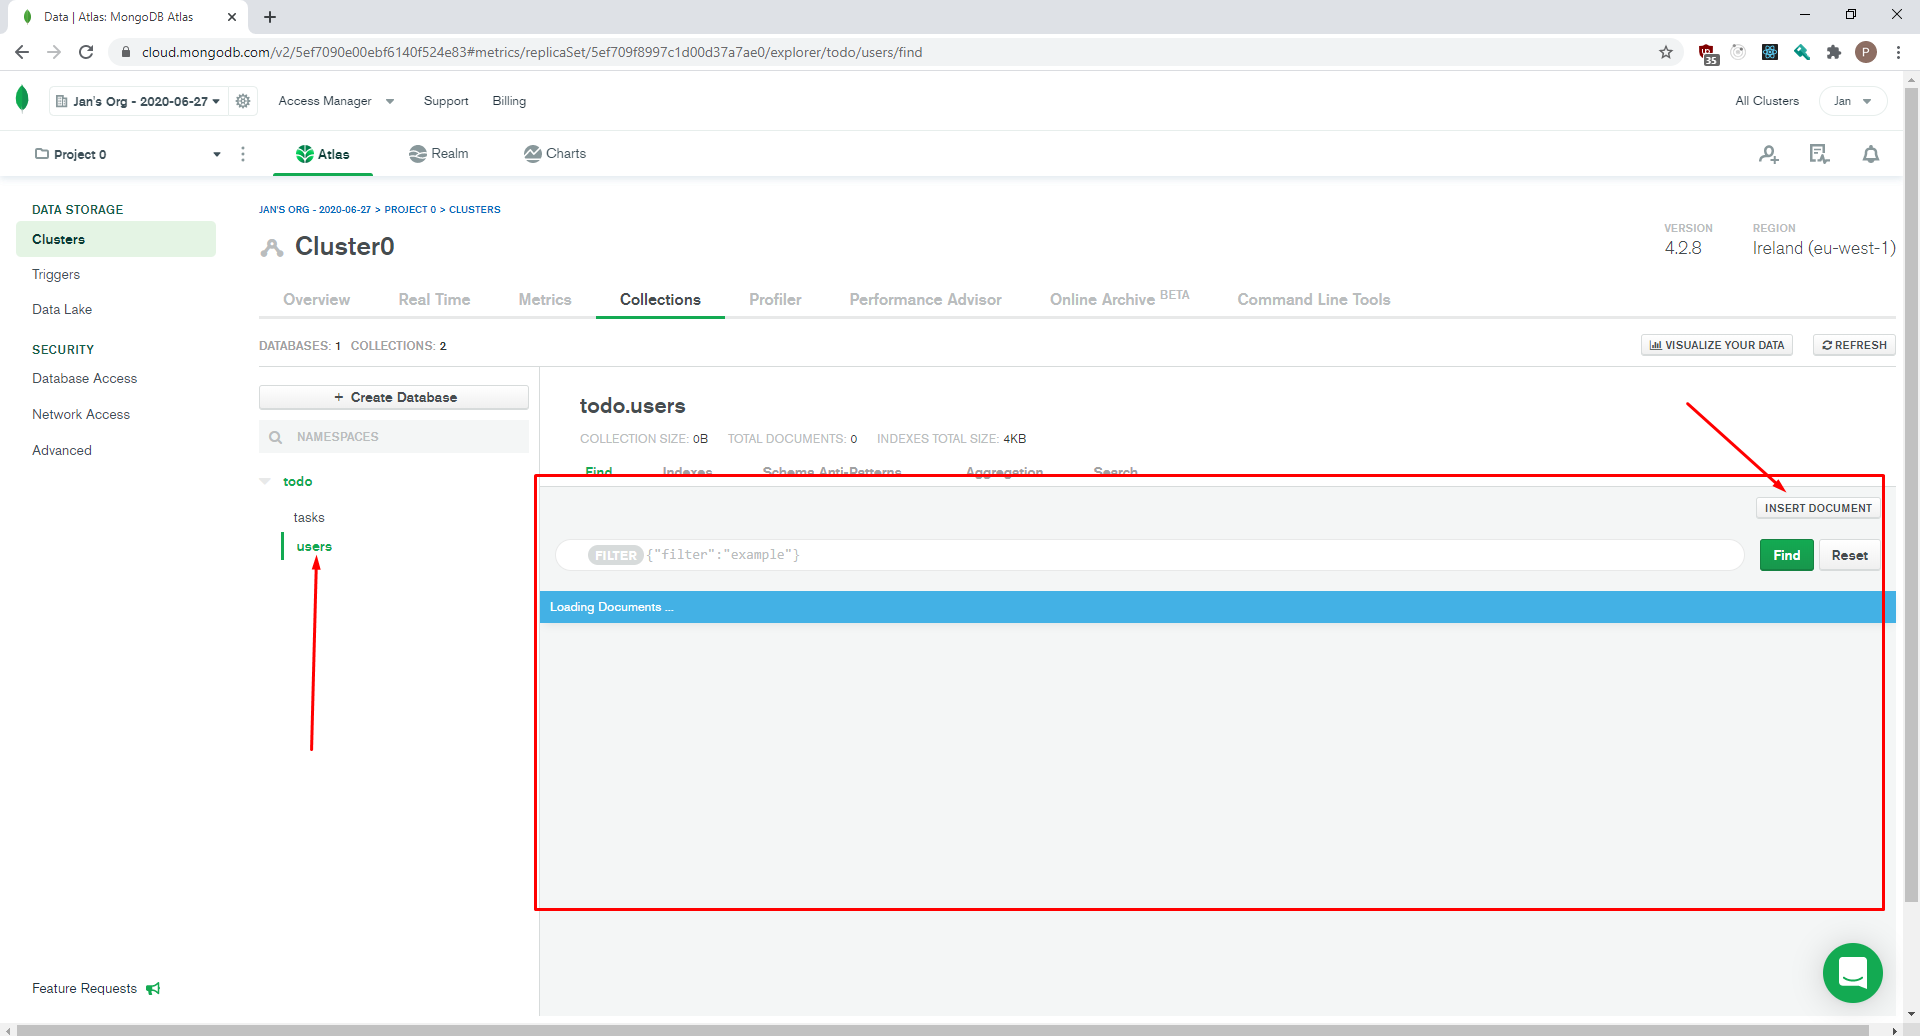 Data | Atlas: MongoDB Atlas
cloud.mongodb.com/v2/5ef7090e00ebf6140f524e83#metrics/replicaSet/5ef709f8997c1d00d37a7ae0/explorer/todo/users/find
35
P
Jan's Org - 2020-06-27
Access Manager
Support
Billing
All Clusters
Jan
Project 0
Atlas
Realm
Charts
DATA STORAGE
Clusters
Triggers
Data Lake
SECURITY
Database Access
Network Access
Advanced
Feature Requests
JAN'S ORG - 2020-06-27 > PROJECT 0 > CLUSTERS
Cluster0
VERSION
4.2.8
REGION
Ireland (eu-west-1)
Overview
Real Time
Metrics
Collections
Profiler
Performance Advisor
Online Archive BETA
Command Line Tools
DATABASES: 1 COLLECTIONS: 2
VISUALIZE YOUR DATA
REFRESH
+ Create Database
NAMESPACES
todo
tasks
users
todo.users
COLLECTION SIZE: 0B TOTAL DOCUMENTS: 0 INDEXES TOTAL SIZE: 4KB
Find
Indexes
Schema Anti-Patterns
Aggregation
Search
INSERT DOCUMENT
FILTER {"filter":"example"}
Find
Reset
Loading Documents ...